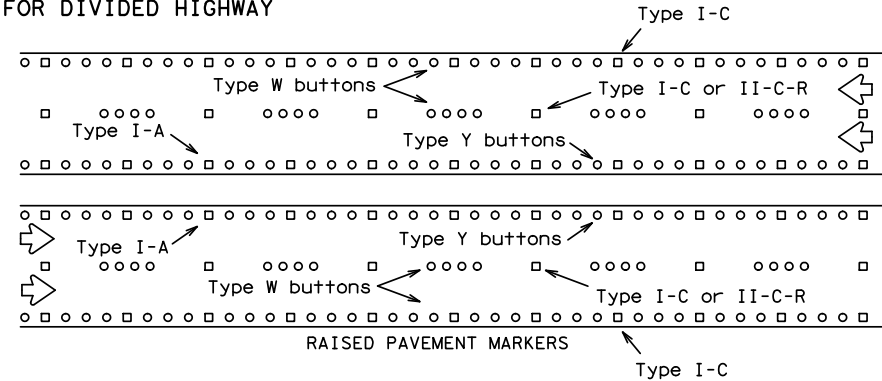 FOR DIVIDED HIGHWAY
Type I-C
Type W buttons
Type I-C or II-C-R
Type I-A
Type Y buttons
Type I-A
Type Y buttons
Type W buttons
Type I-C or II-C-R
RAISED PAVEMENT MARKERS
Type I-C